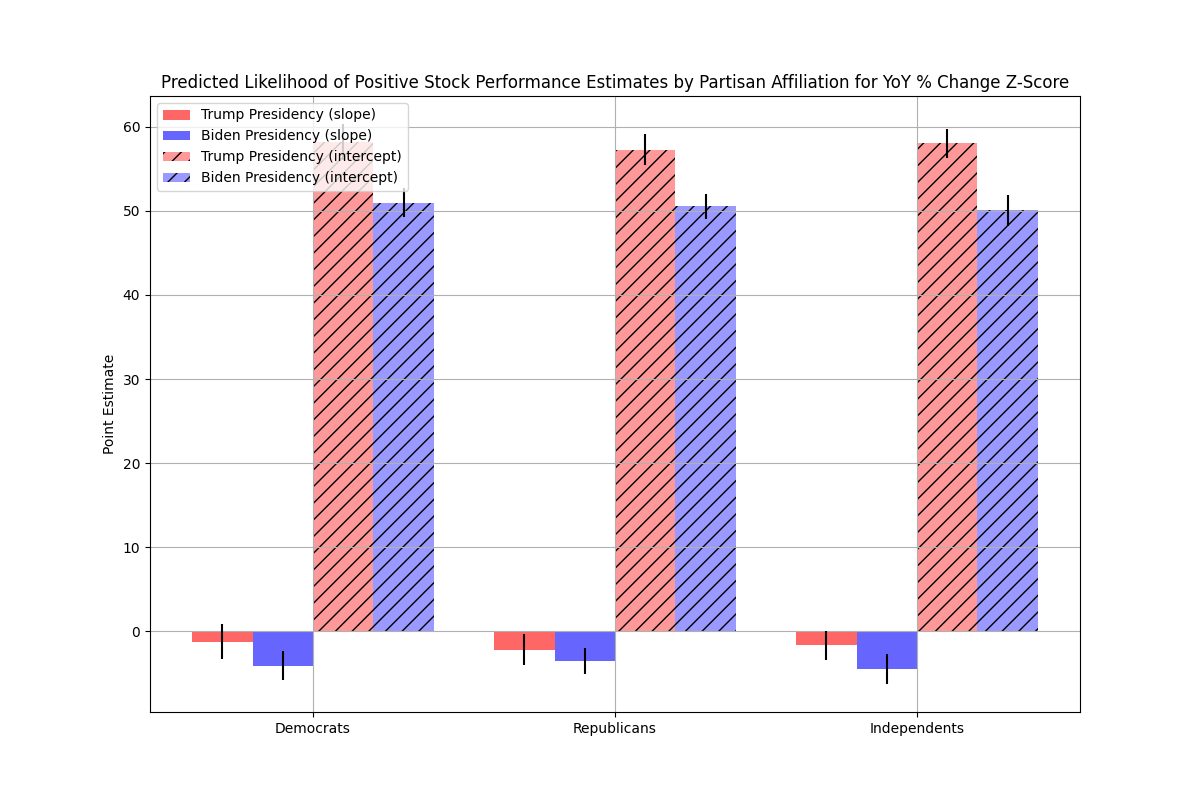 Predicted Likelihood of Positive Stock Performance Estimates by Partisan Affiliation for YoY % Change Z-Score
Trump Presidency (slope)
Biden Presidency (slope)
Trump Presidency (intercept)
Biden Presidency (intercept)
60
50
40
30
20
10
0
Point Estimate
Democrats
Republicans
Independents